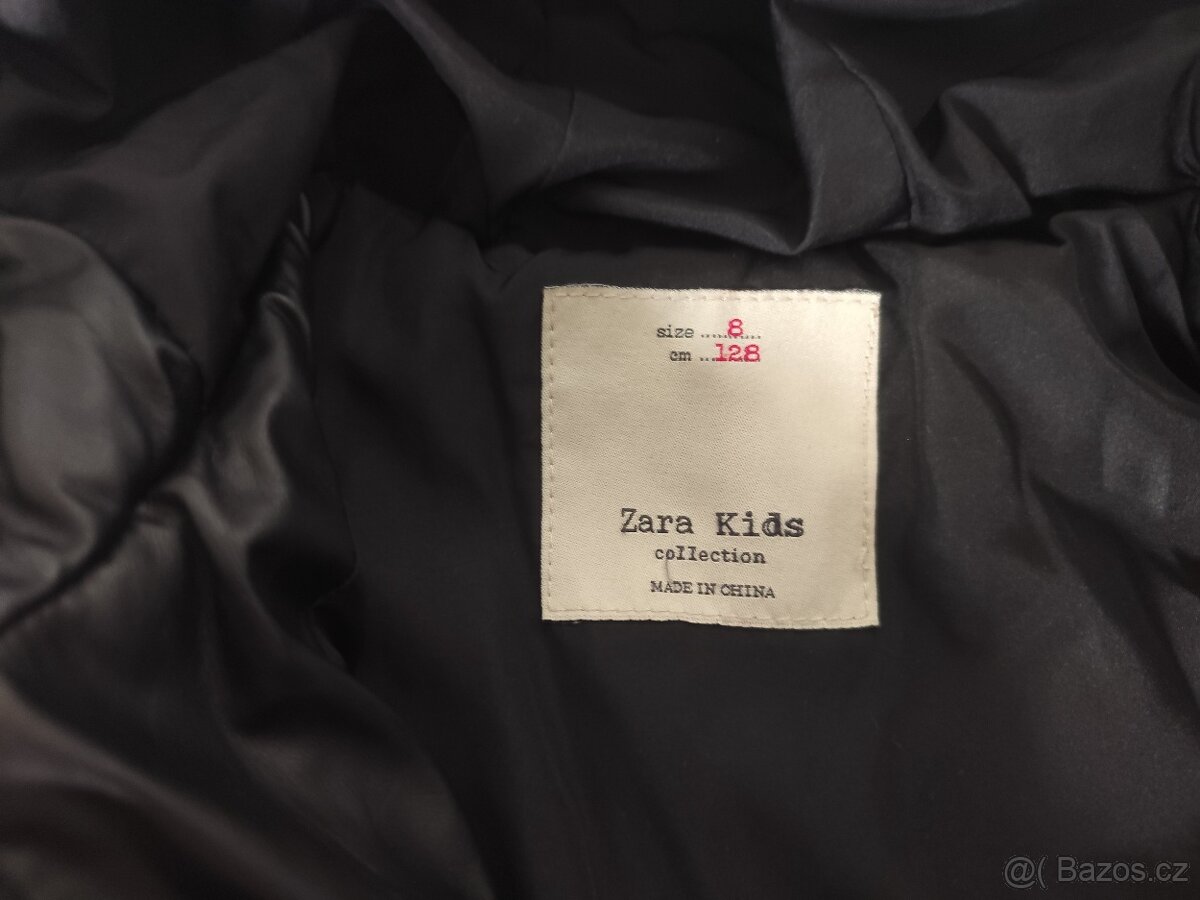 size ....8....
cm ....128
Zara Kids
collection
MADE IN CHINA
@( Bazos.cz